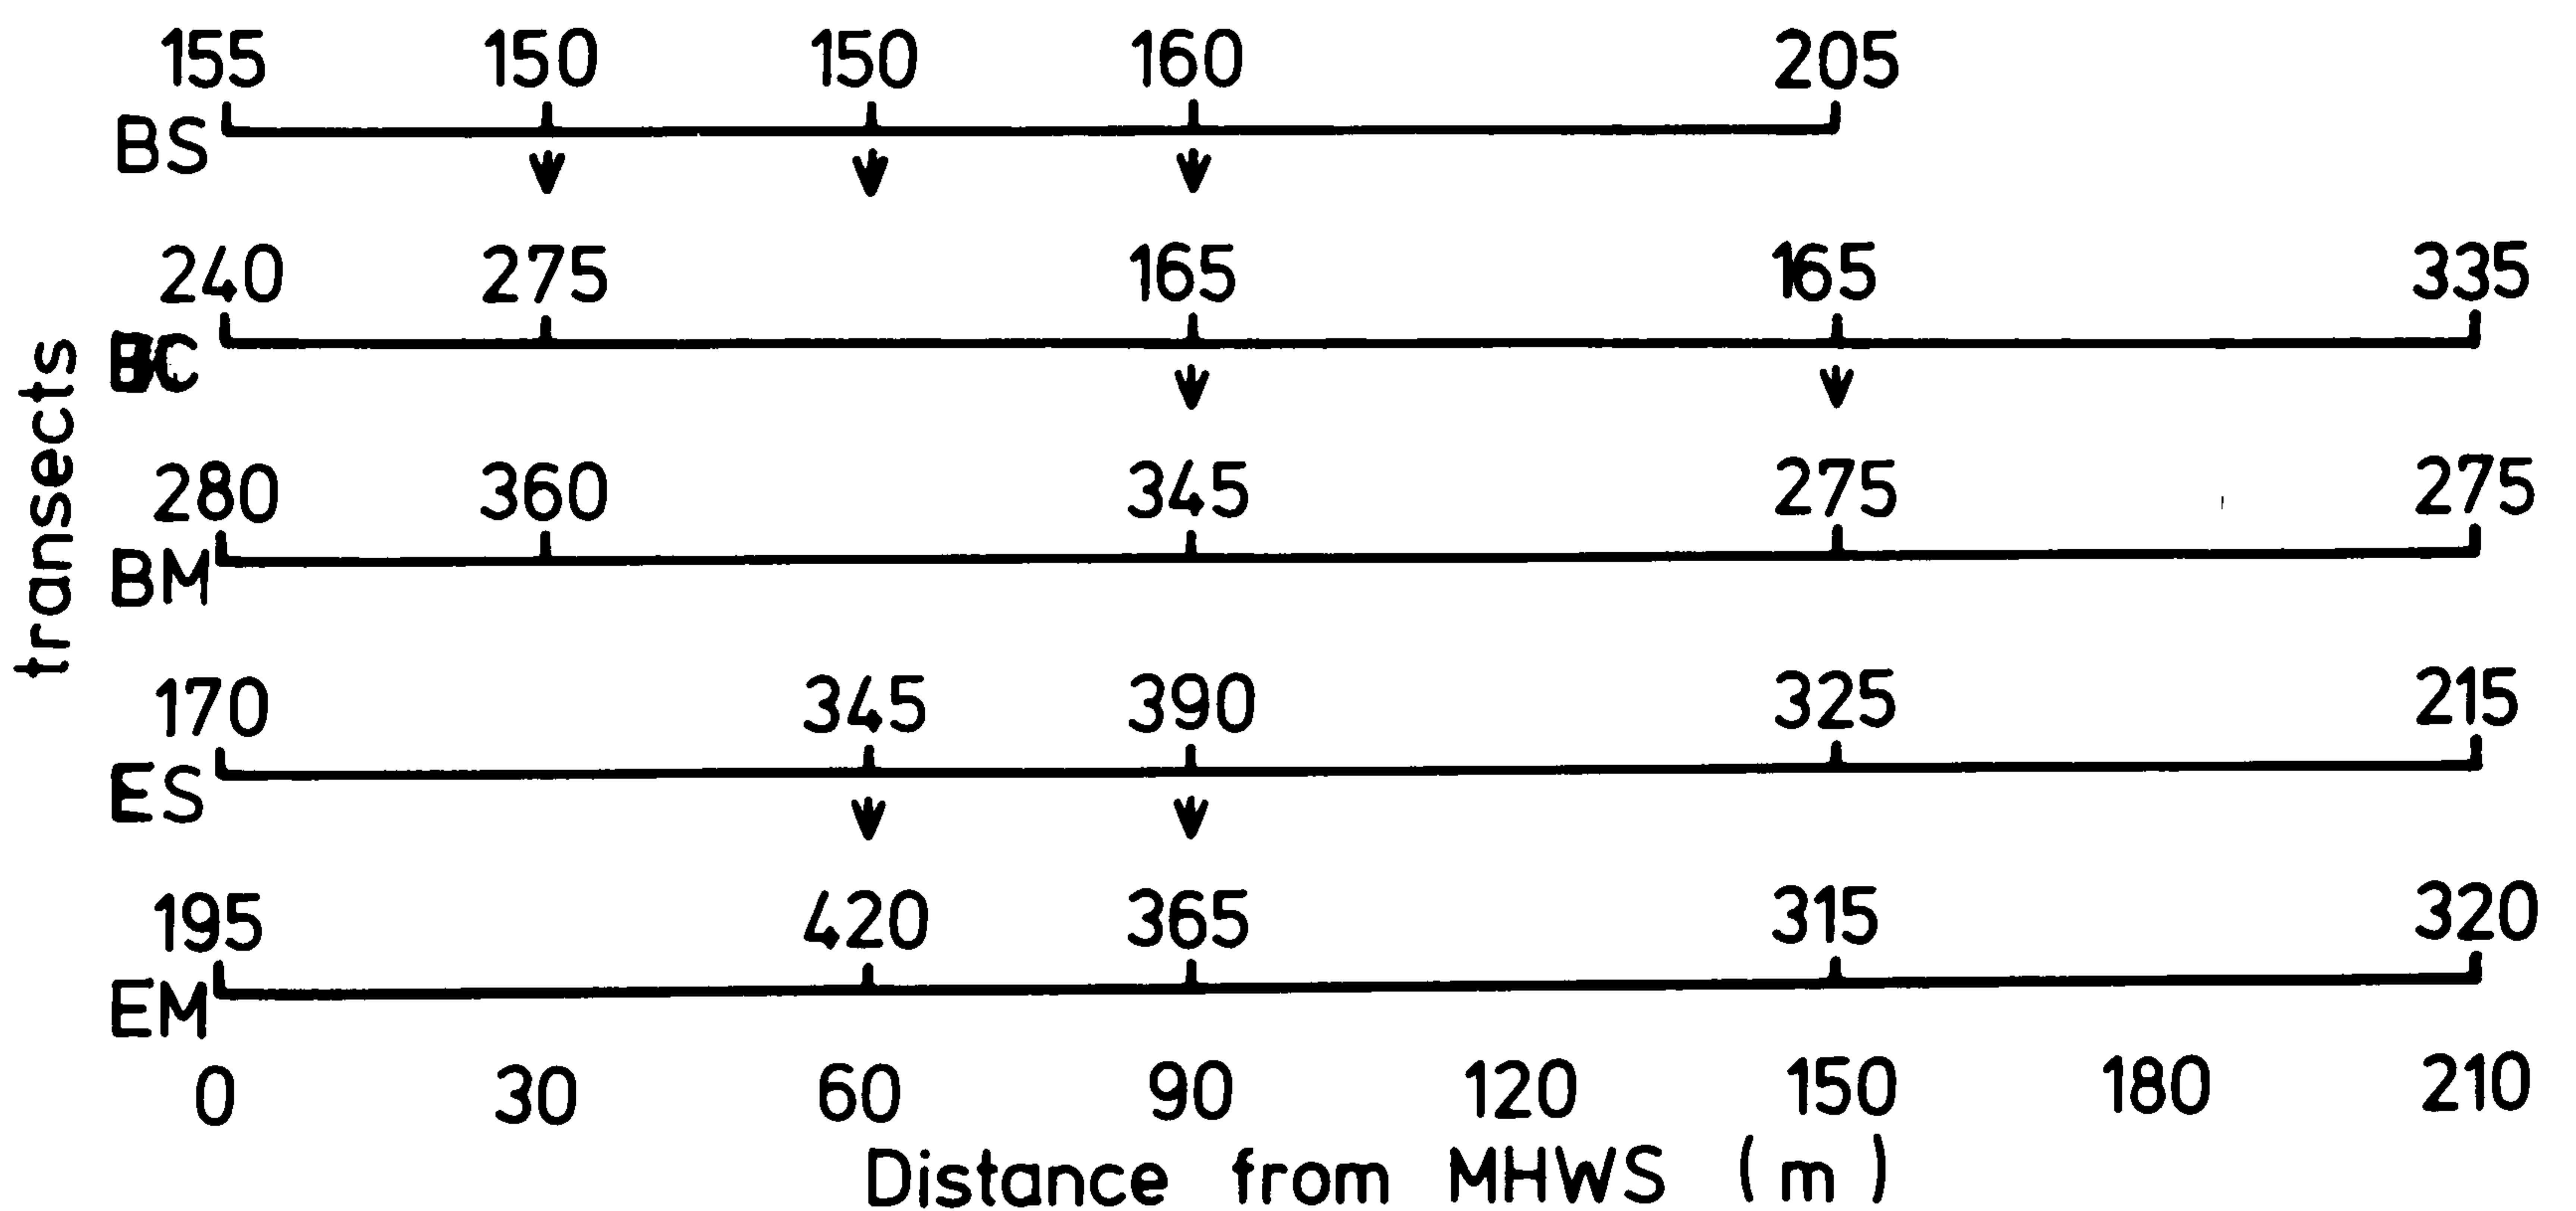 155 150 150 160 205
BS
240 275 165 165 335
BC
280 360 345 275 275
BM
170 345 390 325 215
ES
195 420 365 315 320
EM
0 30 60 90 120 150 180 210
Distance from MHWS (m)
transects